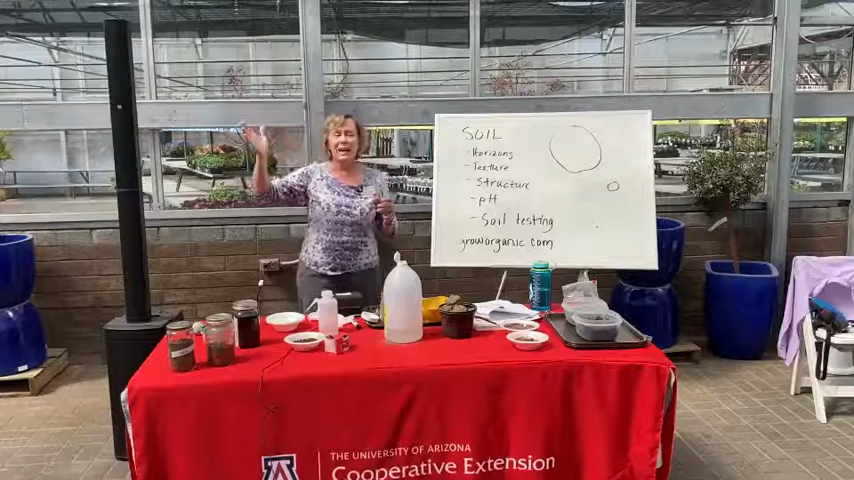 SOIL
- Horizons
- Texture
- Structure
- pH
- Soil testing
groworganic.com
THE UNIVERSITY OF ARIZONA
Cooperative Extension
A